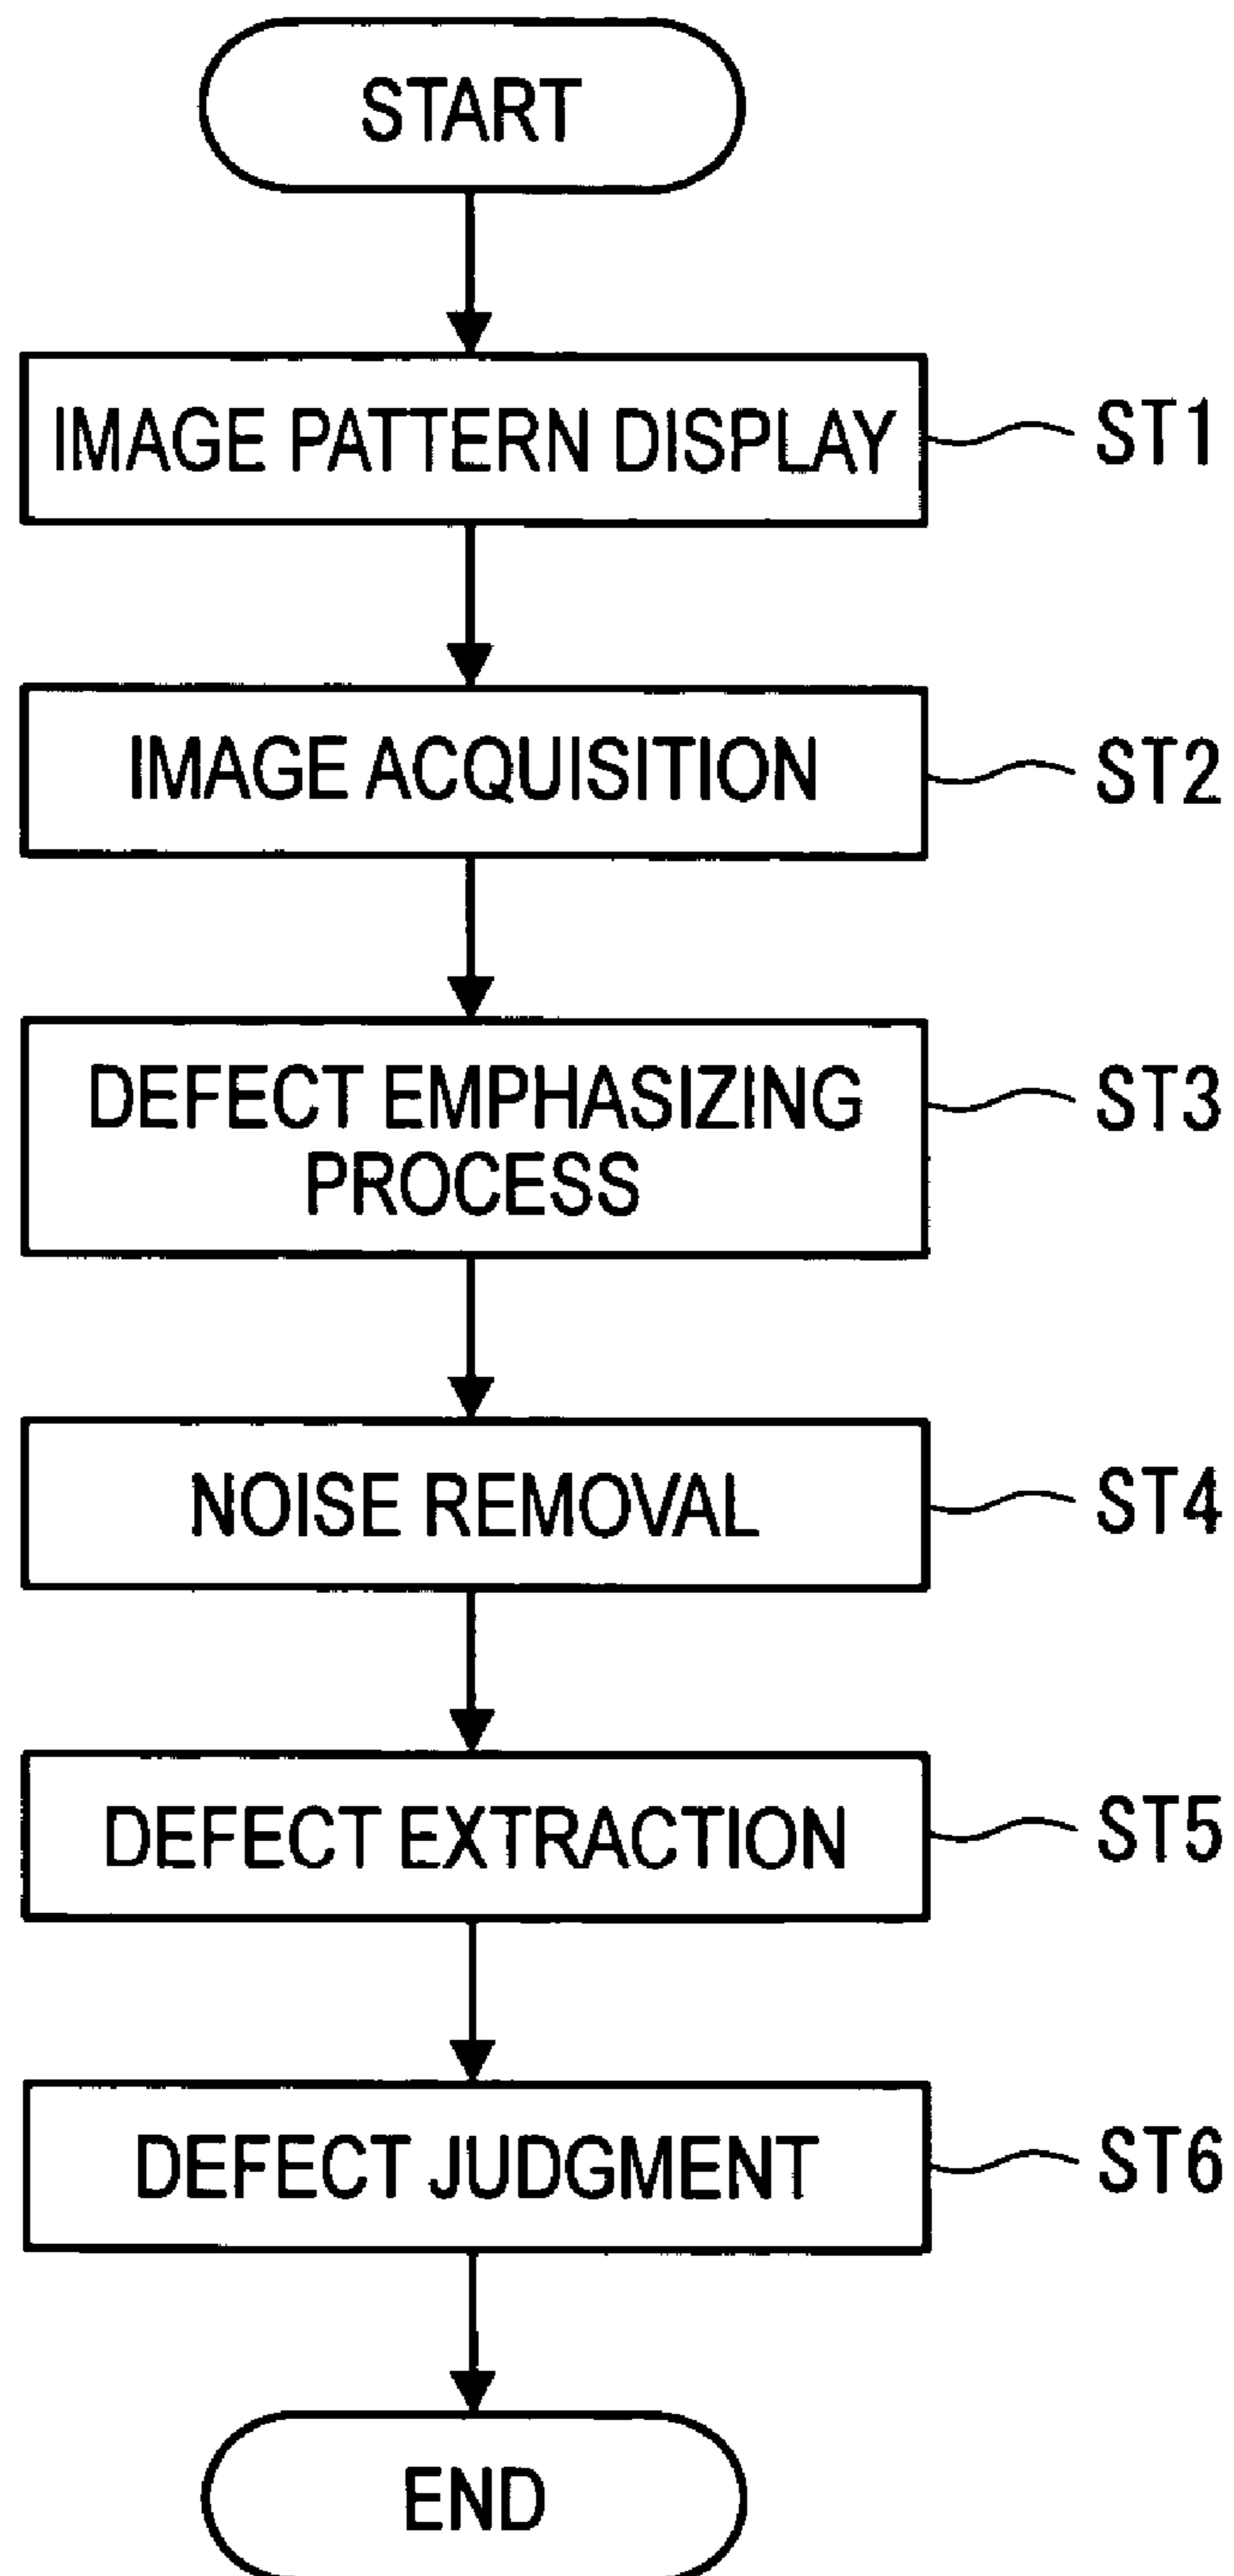 START
IMAGE PATTERN DISPLAY
ST1
IMAGE ACQUISITION
ST2
DEFECT EMPHASIZING
PROCESS
ST3
NOISE REMOVAL
ST4
DEFECT EXTRACTION
ST5
DEFECT JUDGMENT
ST6
END